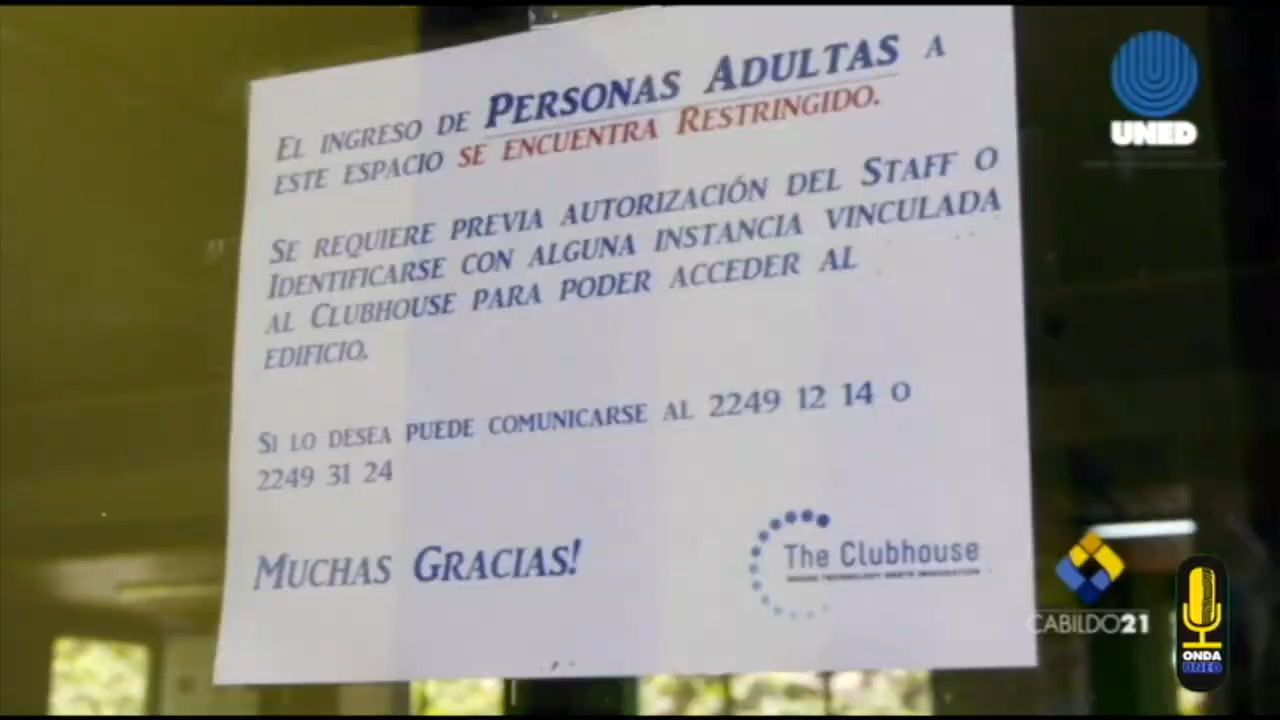 El ingreso de Personas Adultas a
este espacio se encuentra Restringido.
Se requiere previa autorización del Staff o
Identificarse con alguna instancia vinculada
al Clubhouse para poder acceder al
edificio.
Si lo desea puede comunicarse al 2249 12 14 o
2249 31 24
Muchas Gracias!
The Clubhouse
UNED
CABILDO21
ONDA
UNED